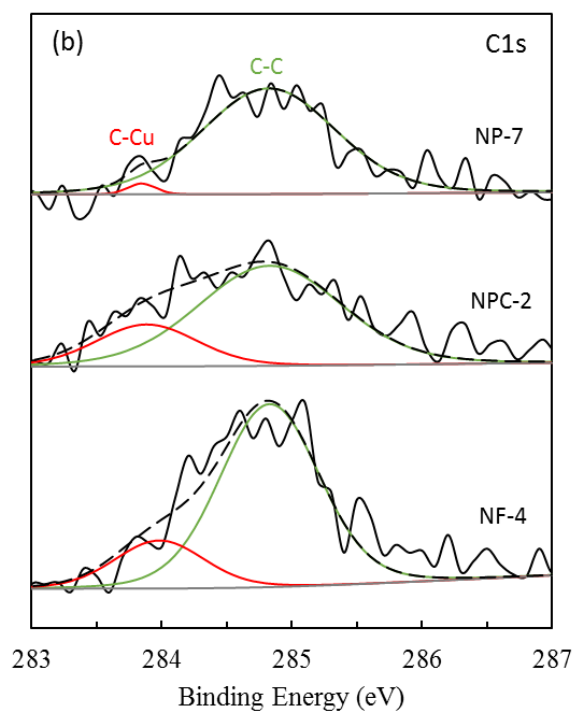 (b)
C1s
C-C
C-Cu
NP-7
NPC-2
NF-4
283 284 285 286 287
Binding Energy (eV)